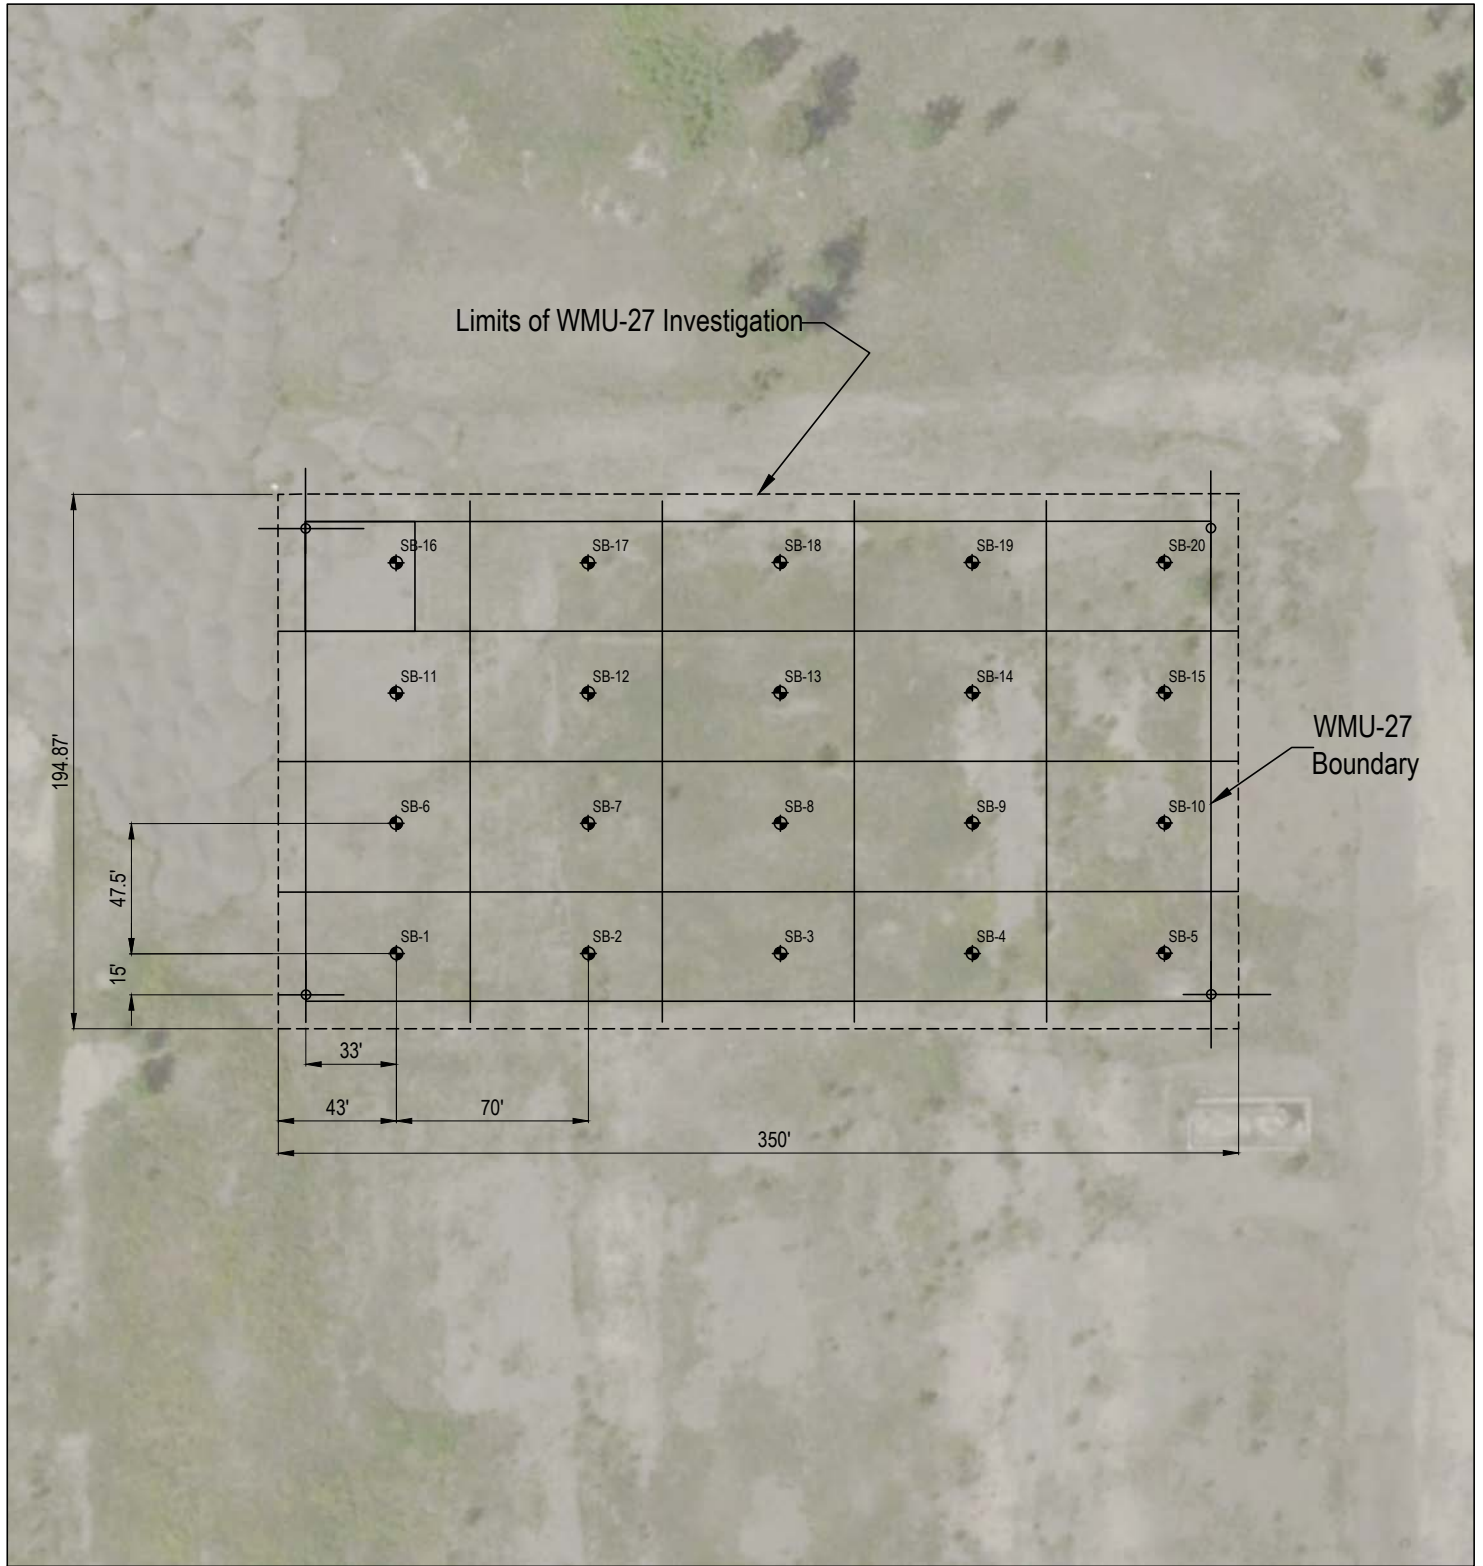 Limits of WMU-27 Investigation
SB-16
SB-17
SB-18
SB-19
SB-20
SB-11
SB-12
SB-13
SB-14
SB-15
WMU-27
Boundary
194.87'
SB-6
SB-7
SB-8
SB-9
SB-10
47.5'
SB-1
SB-2
SB-3
SB-4
SB-5
15'
33'
43'
70'
350'